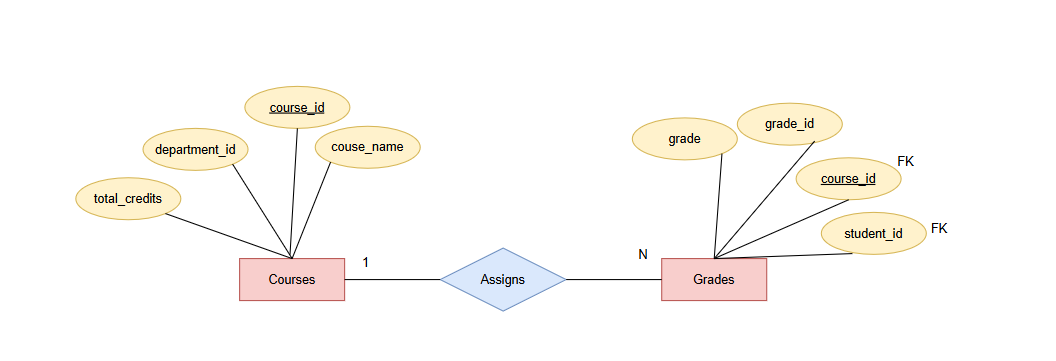 course_id
department_id
couse_name
total_credits
grade
grade_id
course_id
FK
student_id
FK
Courses
1
Assigns
N
Grades